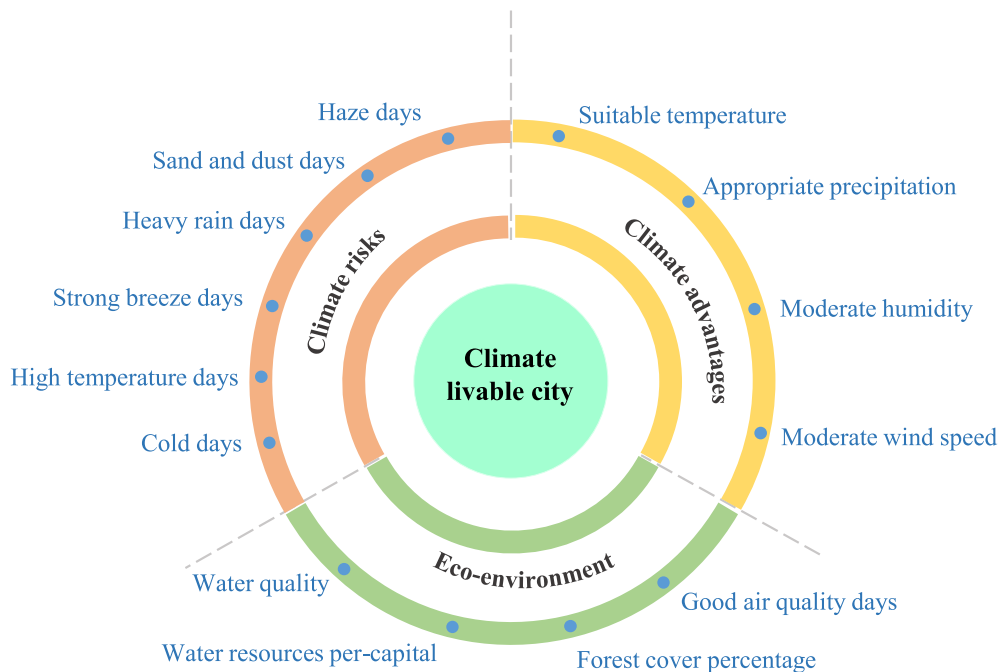 Haze days
Suitable temperature
Sand and dust days
Appropriate precipitation
Heavy rain days
Climate risks
Climate advantages
Strong breeze days
Moderate humidity
Climate
livable city
High temperature days
Cold days
Moderate wind speed
Eco-environment
Water quality
Good air quality days
Water resources per-capital
Forest cover percentage